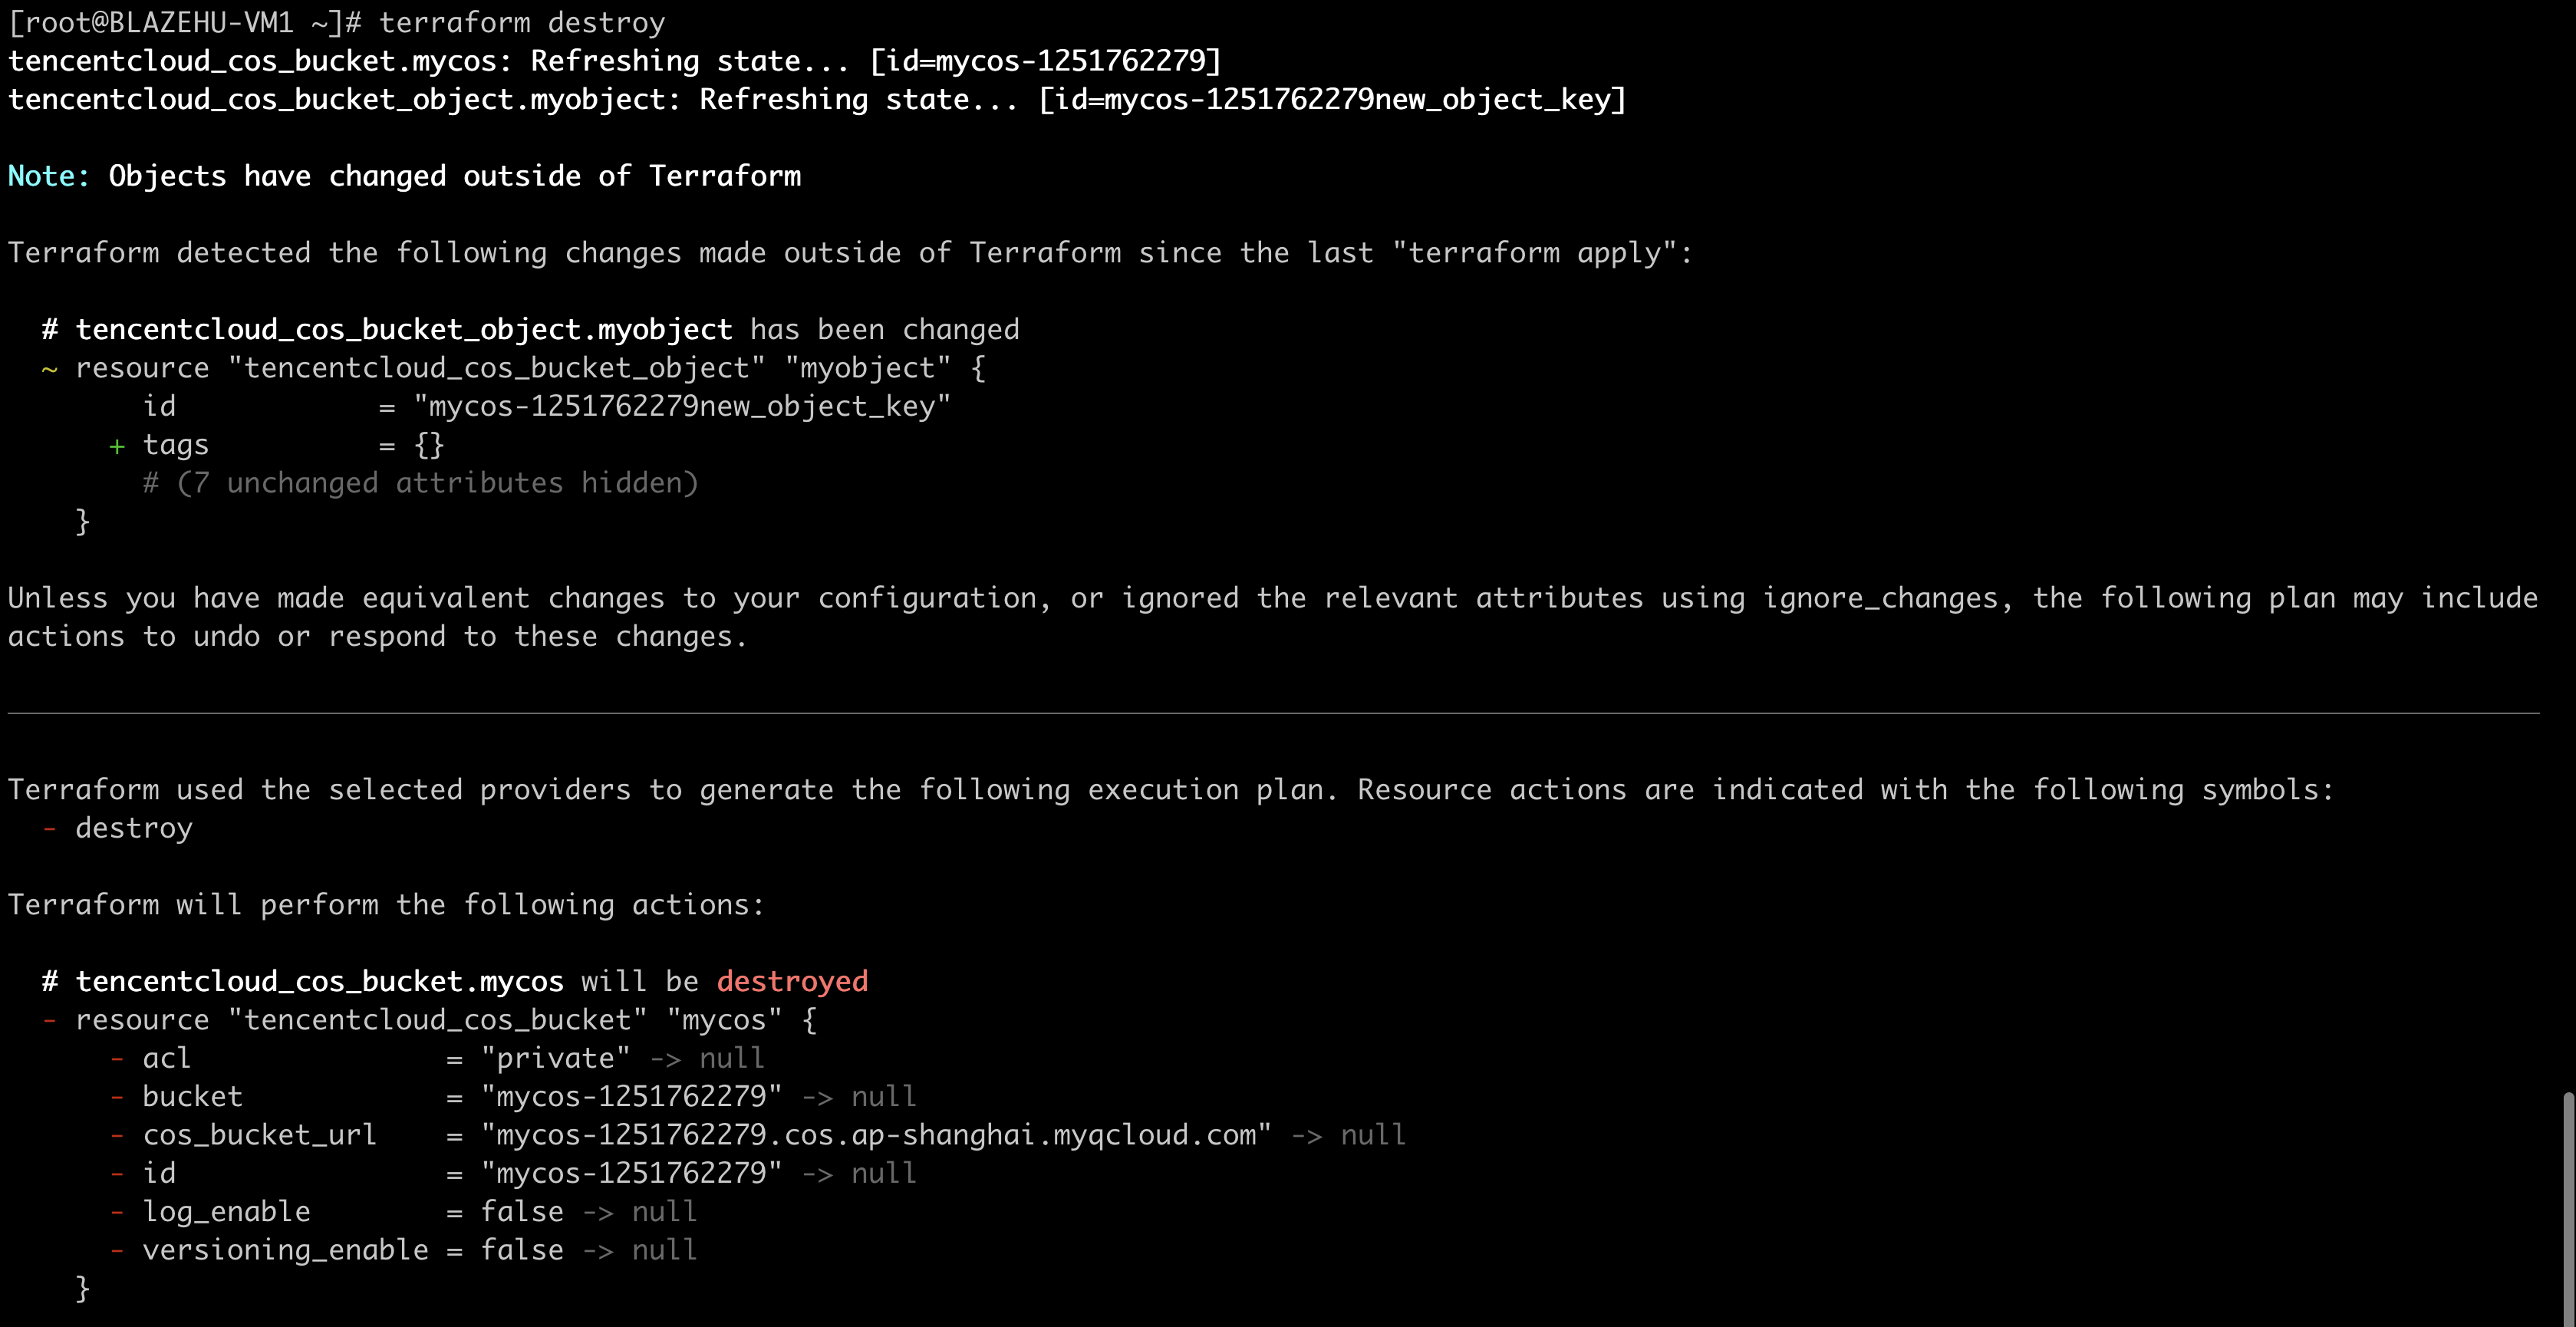 [root@BLAZEHU-VM1 ~]# terraform destroy
tencentcloud_cos_bucket.mycos: Refreshing state... [id=mycos-1251762279]
tencentcloud_cos_bucket_object.myobject: Refreshing state... [id=mycos-1251762279new_object_key]
Note: Objects have changed outside of Terraform
Terraform detected the following changes made outside of Terraform since the last "terraform apply":
  # tencentcloud_cos_bucket_object.myobject has been changed
  ~ resource "tencentcloud_cos_bucket_object" "myobject" {
        id            = "mycos-1251762279new_object_key"
      + tags          = {}
        # (7 unchanged attributes hidden)
    }
Unless you have made equivalent changes to your configuration, or ignored the relevant attributes using ignore_changes, the following plan may include
actions to undo or respond to these changes.
Terraform used the selected providers to generate the following execution plan. Resource actions are indicated with the following symbols:
  - destroy
Terraform will perform the following actions:
  # tencentcloud_cos_bucket.mycos will be destroyed
  - resource "tencentcloud_cos_bucket" "mycos" {
      - acl               = "private" -> null
      - bucket            = "mycos-1251762279" -> null
      - cos_bucket_url    = "mycos-1251762279.cos.ap-shanghai.myqcloud.com" -> null
      - id                = "mycos-1251762279" -> null
      - log_enable        = false -> null
      - versioning_enable = false -> null
    }